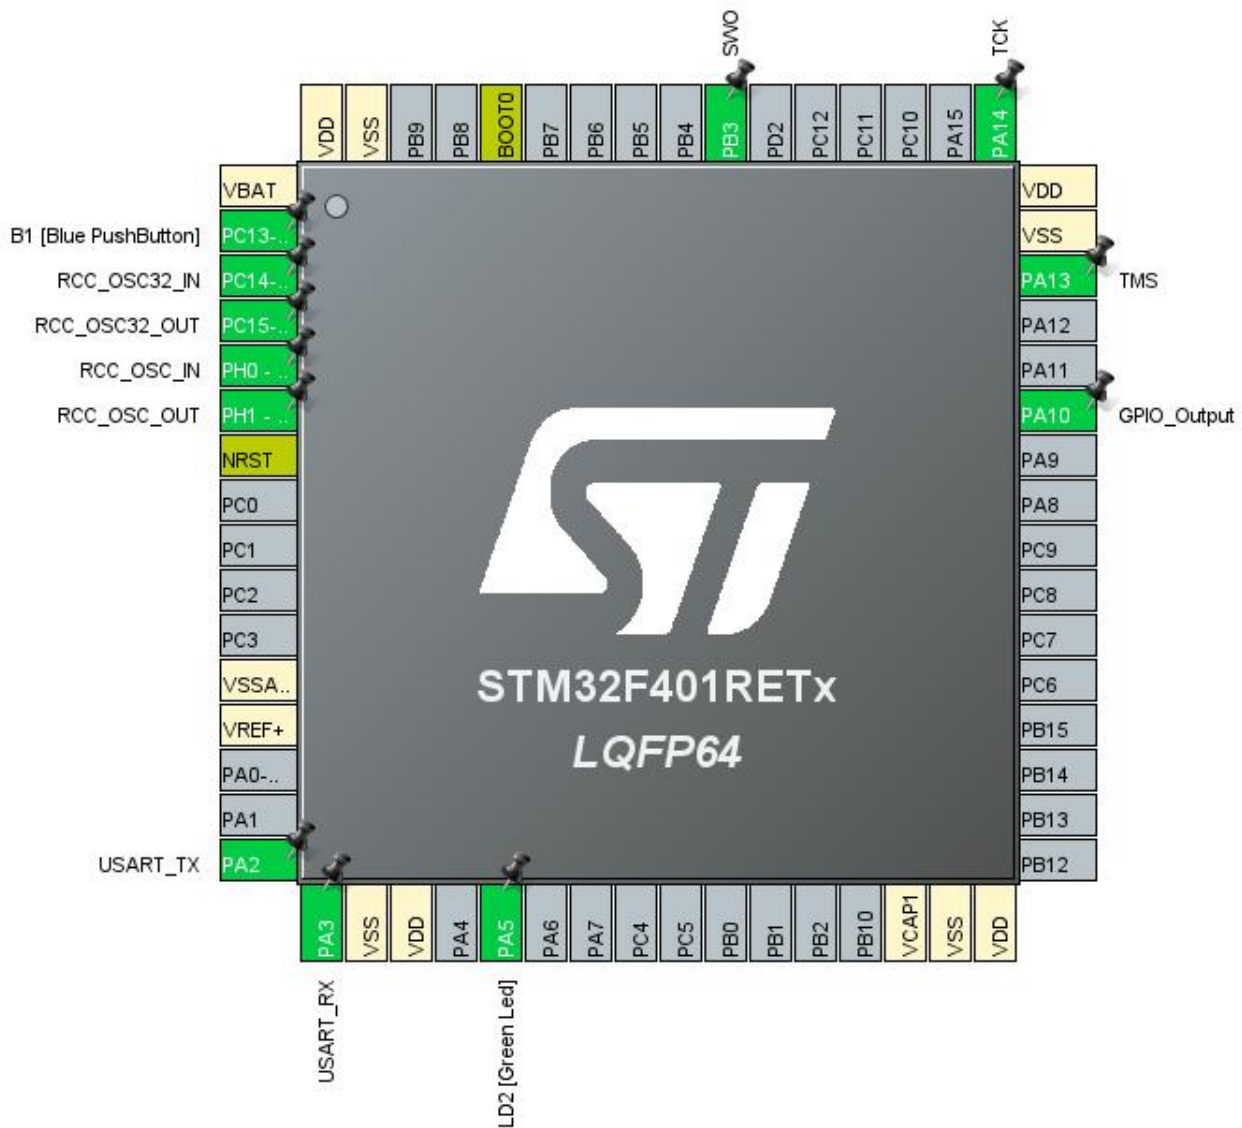 SWO
TCK
VDD
VSS
PB9
PB8
BOOT0
PB7
PB6
PB5
PB4
PB3
PD2
PC12
PC11
PC10
PA15
PA14
VBAT
B1 [Blue PushButton]
PC13-..
RCC_OSC32_IN
PC14-..
RCC_OSC32_OUT
PC15-..
RCC_OSC_IN
PH0 - ..
RCC_OSC_OUT
PH1 - ..
NRST
PC0
PC1
PC2
PC3
VSSA..
VREF+
PA0-..
PA1
USART_TX
PA2
VDD
VSS
PA13
TMS
PA12
PA11
PA10
GPIO_Output
PA9
PA8
PC9
PC8
PC7
PC6
PB15
PB14
PB13
PB12
ST
STM32F401RETx
LQFP64
PA3
VSS
VDD
PA4
PA5
PA6
PA7
PC4
PC5
PB0
PB1
PB2
PB10
VCAP1
VSS
VDD
USART_RX
LD2 [Green Led]